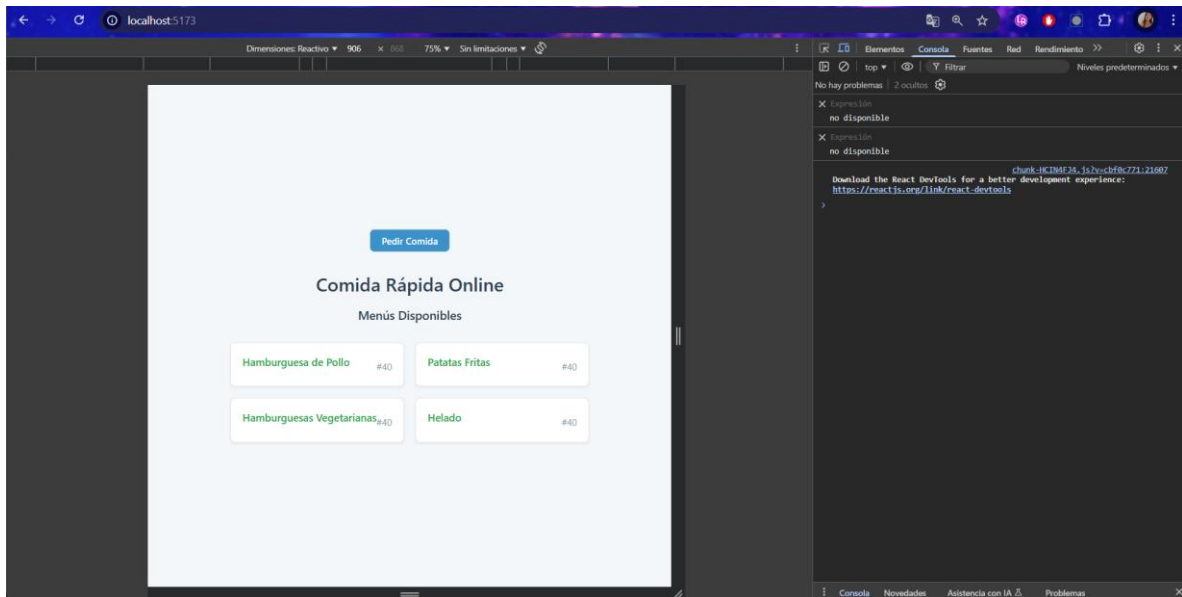 localhost:5173
Dimensiones: Reactivo ▼ 906 × 868 75% ▼ Sin limitaciones ▼
Elementos Consola Fuentes Red Rendimiento >>
top ▼ Filtrar Niveles predeterminados ▼
No hay problemas 2 ocultos
Expresión
no disponible
Expresión
no disponible
chunk-HCIN4FJ4.js?v=cbf0c771:21607
Download the React DevTools for a better development experience:
https://reactjs.org/link/react-devtools
Pedir Comida
Comida Rápida Online
Menús Disponibles
Hamburguesa de Pollo #40
Patatas Fritas #40
Hamburguesas Vegetarianas #40
Helado #40
Consola Novedades Asistencia con IA Problemas